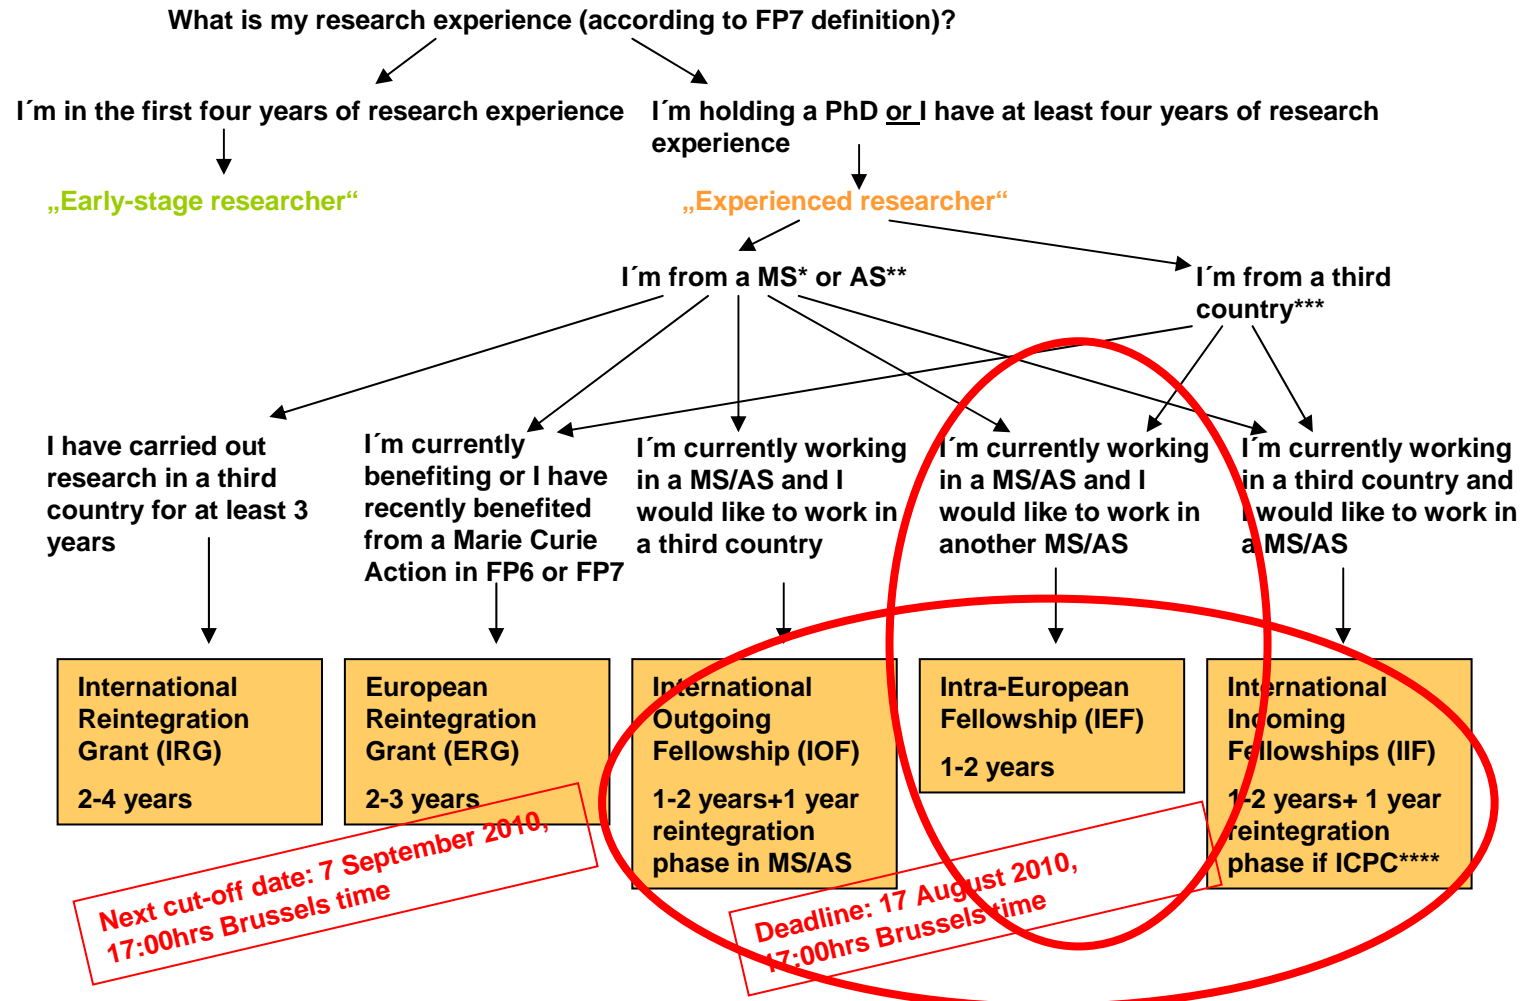 What is my research experience (according to FP7 definition)?
I´m in the first four years of research experience
I´m holding a PhD or I have at least four years of research
experience
„Early-stage researcher“
„Experienced researcher“
I´m from a MS* or AS**
I´m from a third
country***
I have carried out
research in a third
country for at least 3
years
I´m currently
benefiting or I have
recently benefited
from a Marie Curie
Action in FP6 or FP7
I´m currently working
in a MS/AS and I
would like to work in
a third country
I´m currently working
in a MS/AS and I
would like to work in
another MS/AS
I´m currently working
in a third country and
I would like to work in
a MS/AS
International
Reintegration
Grant (IRG)
2-4 years
European
Reintegration
Grant (ERG)
2-3 years
International
Outgoing
Fellowship (IOF)
1-2 years+1 year
reintegration
phase in MS/AS
Intra-European
Fellowship (IEF)
1-2 years
International
Incoming
Fellowships (IIF)
1-2 years+ 1 year
reintegration
phase if ICPC****
Next cut-off date: 7 September 2010,
17:00hrs Brussels time
Deadline: 17 August 2010,
17:00hrs Brussels time